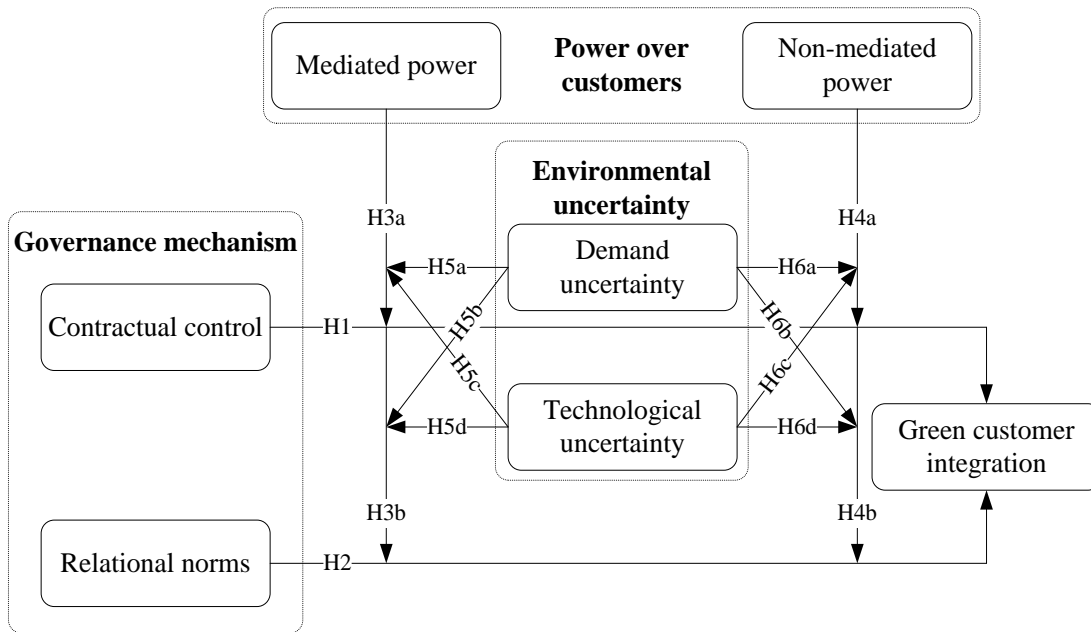 Mediated power
Power over
customers
Non-mediated
power
Environmental
uncertainty
H3a
H4a
Governance mechanism
Demand
uncertainty
H5a
H6a
Contractual control
H1
H5b
H6b
H5c
H6c
Technological
uncertainty
H5d
H6d
Green customer
integration
H3b
H4b
Relational norms
H2